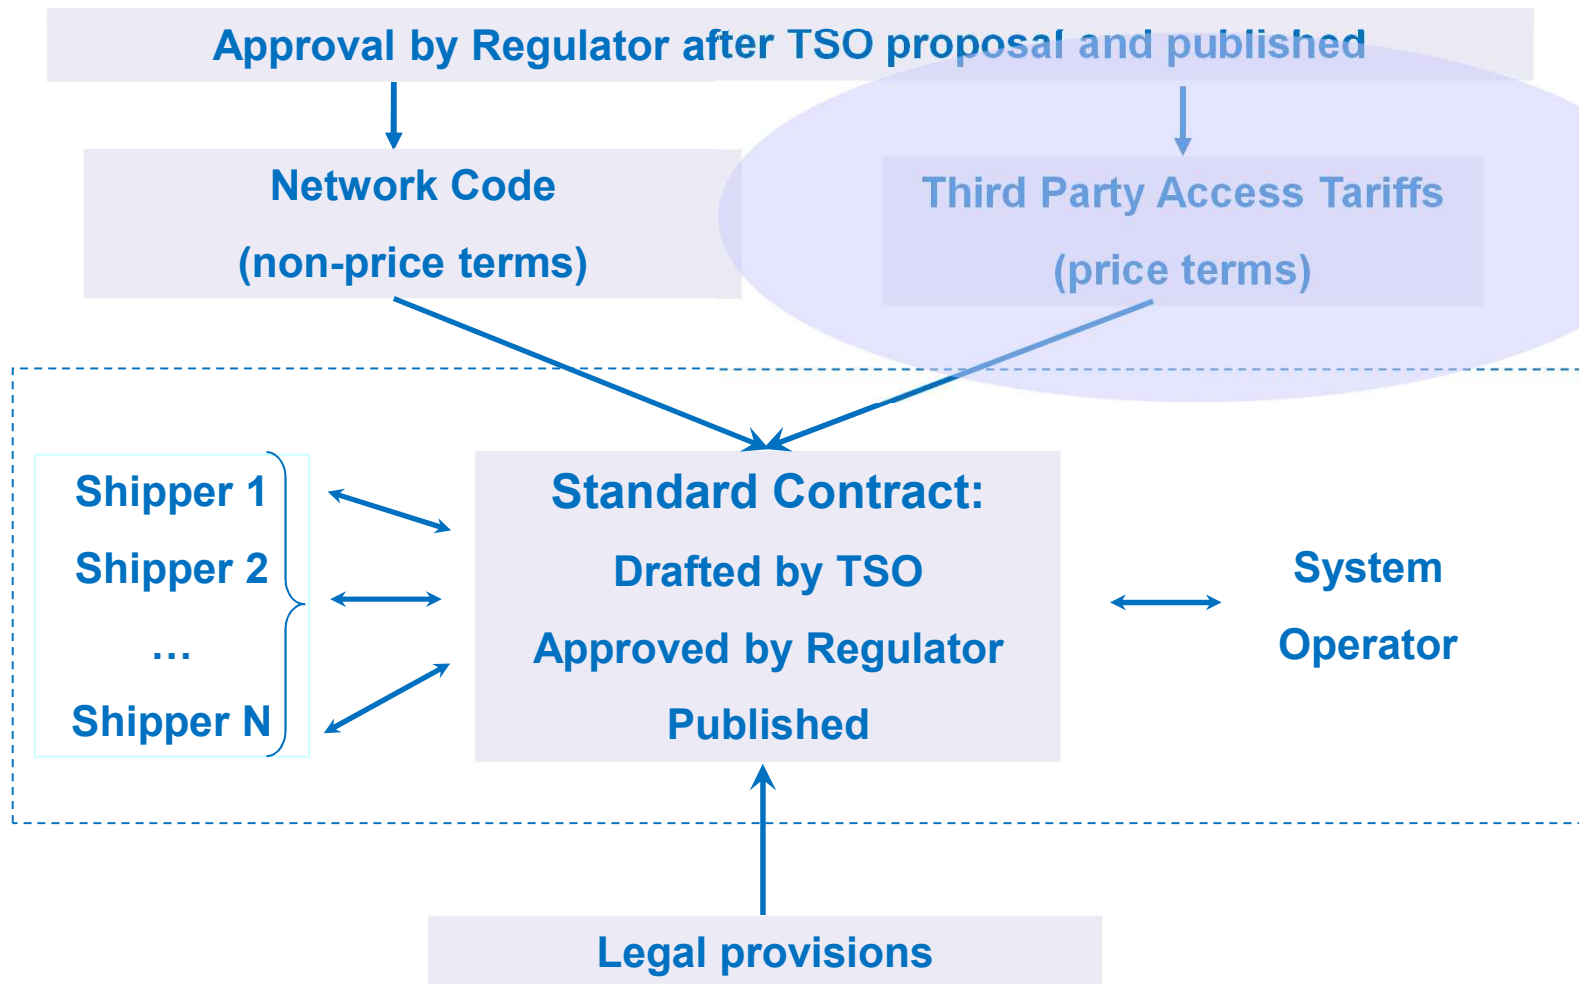 Approval by Regulator after TSO proposal and published
Network Code
(non-price terms)
Third Party Access Tariffs
(price terms)
Shipper 1
Shipper 2
…
Shipper N
Standard Contract:
Drafted by TSO
Approved by Regulator
Published
System
Operator
Legal provisions